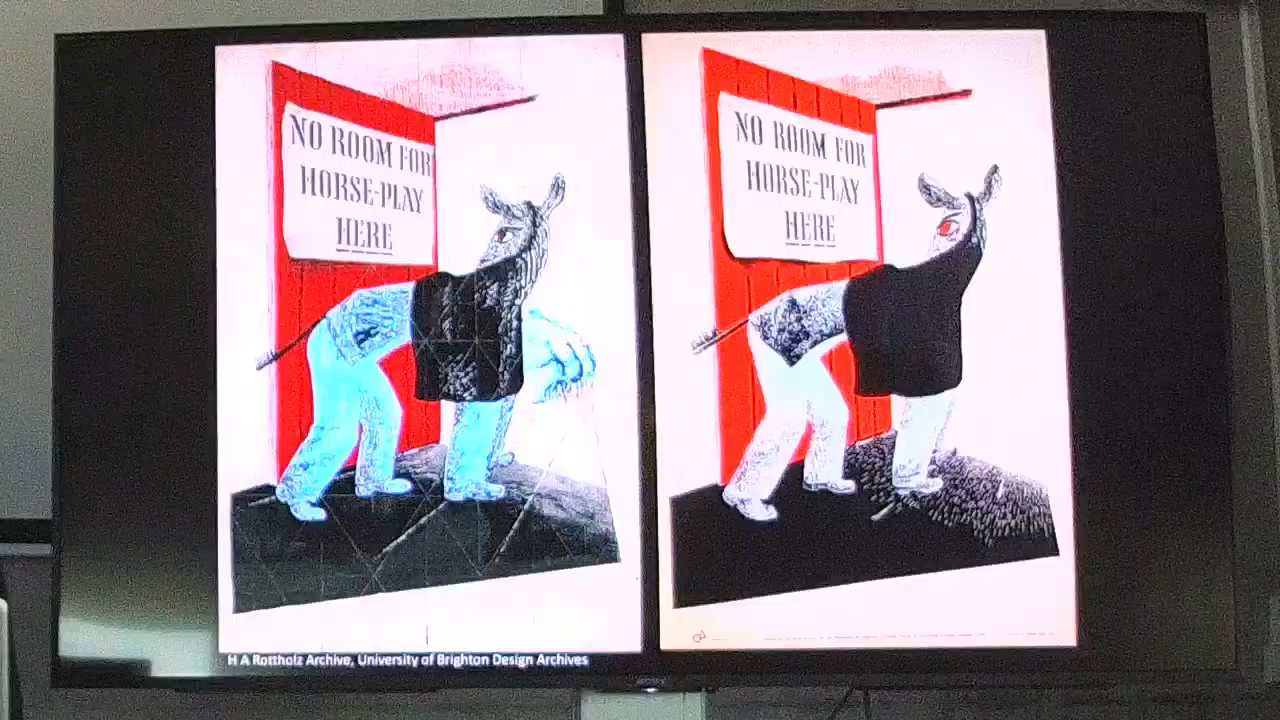 NO ROOM FOR
HORSE-PLAY
HERE
NO ROOM FOR
HORSE-PLAY
HERE
H A Rottholz Archive, University of Brighton Design Archives
SONY